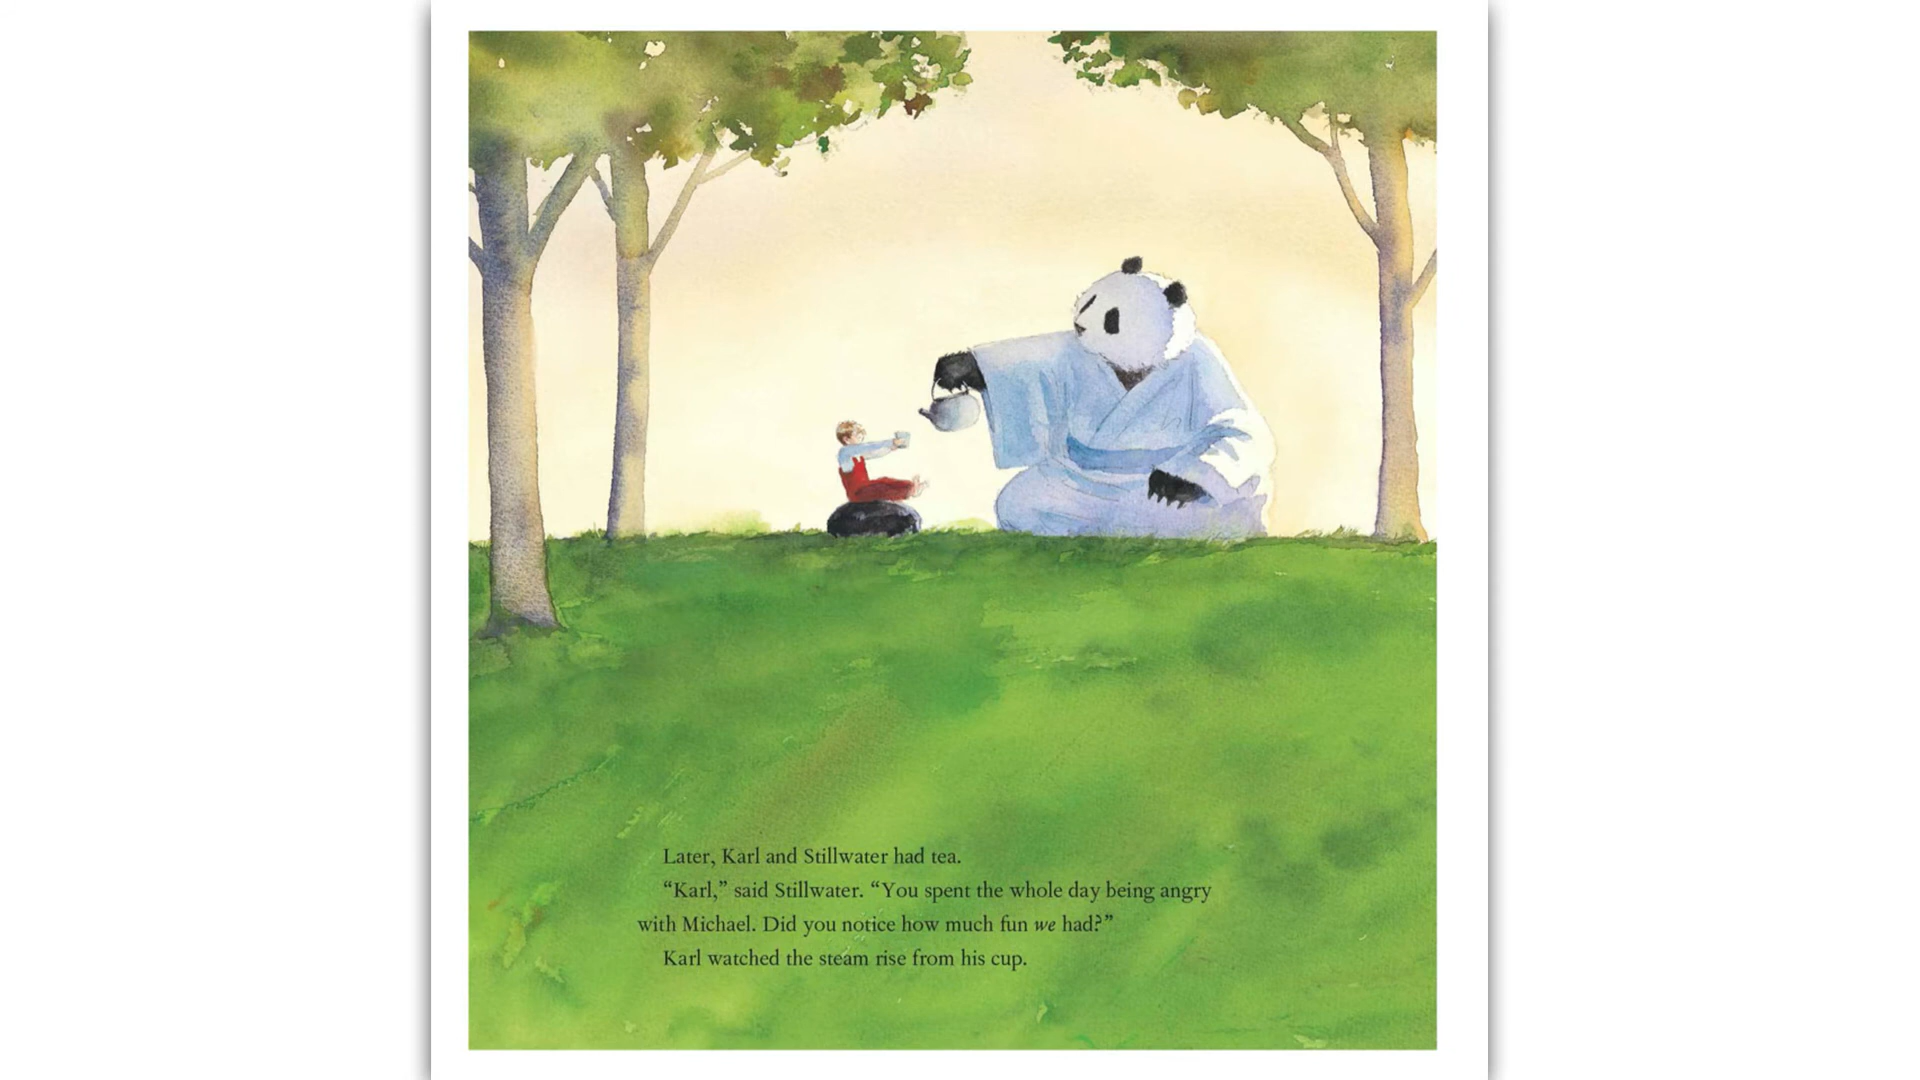 Later, Karl and Stillwater had tea.
“Karl,” said Stillwater. “You spent the whole day being angry
with Michael. Did you notice how much fun we had?”
Karl watched the steam rise from his cup.